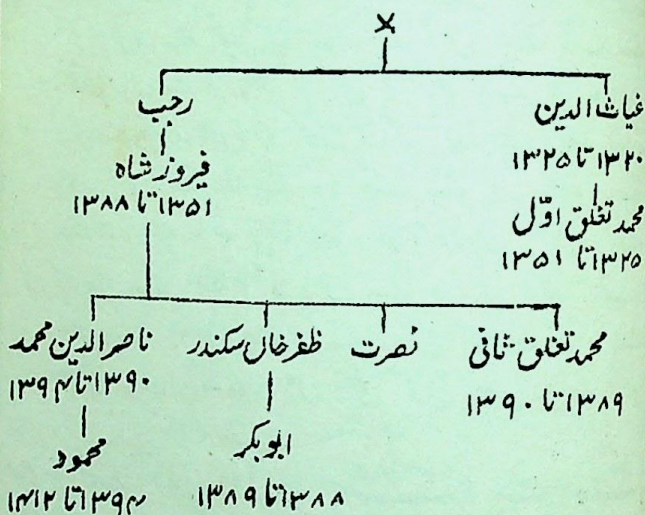 x
غیاث الدین
۱۳۲۰ تا ۱۳۲۵
محمد تغلق اوّل
۱۳۲۵ تا ۱۳۵۱
رجب
فیروز شاہ
۱۳۵۱ تا ۱۳۸۸
محمد تغلق ثانی
۱۳۸۹ تا ۱۳۹۰
نصرت
ظفر خاں سکندر
ابوبکر
۱۳۸۸ تا ۱۳۸۹
ناصر الدین محمد
۱۳۹۰ تا ۱۳۹۴
محمود
۱۳۹۴ تا ۱۴۱۲